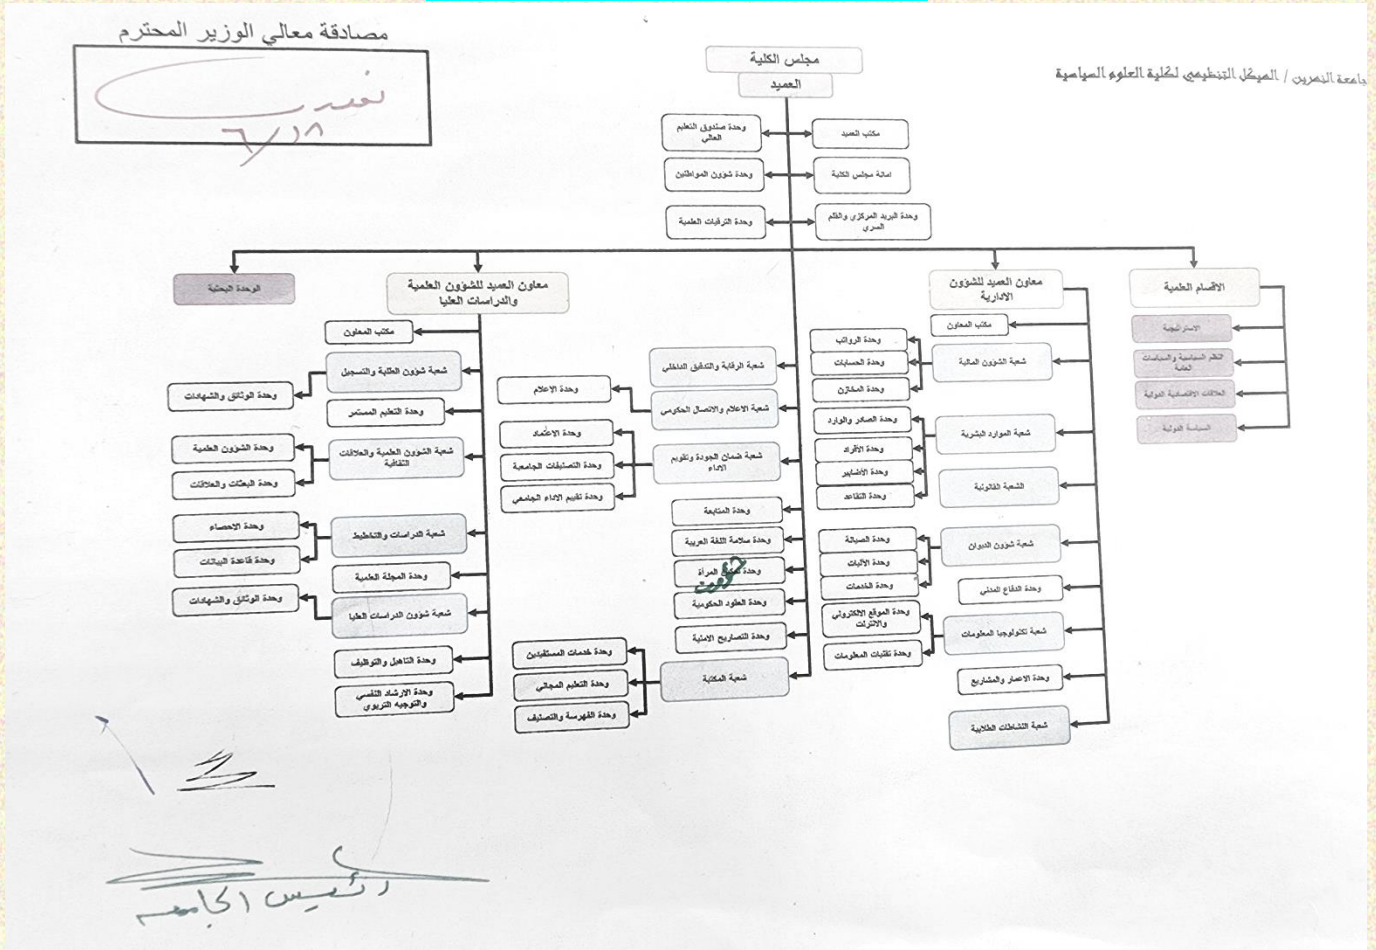 مصادقة معالي الوزير المحترم
٦/١٨
جامعة النهرين / الهيكل التنظيمي لكلية العلوم السياسية
مجلس الكلية
العميد
مكتب العميد
وحدة صندوق التعليم
العالي
امانة مجلس الكلية
وحدة شؤون المواطنين
وحدة البريد المركزي والقلم
السري
وحدة الترقيات العلمية
الاقسام العلمية
الاستراتيجية
النظم السياسية والسياسات
العامة
العلاقات الاقتصادية الدولية
السياسة الدولية
معاون العميد للشؤون
الادارية
مكتب المعاون
شعبة الشؤون المالية
وحدة الرواتب
وحدة الحسابات
وحدة المخازن
شعبة الموارد البشرية
وحدة الصادر والوارد
وحدة الأفراد
وحدة الأضابير
وحدة التقاعد
الشعبة القانونية
شعبة شؤون الديوان
وحدة الصيانة
وحدة الآليات
وحدة الخدمات
وحدة الدفاع المدني
شعبة تكنولوجيا المعلومات
وحدة الموقع الالكتروني
والانترنت
وحدة تقنيات المعلومات
وحدة الاعمار والمشاريع
شعبة النشاطات الطلابية
شعبة الرقابة والتدقيق الداخلي
شعبة الاعلام والاتصال الحكومي
وحدة الاعلام
شعبة ضمان الجودة وتقويم
الاداء
وحدة الاعتماد
وحدة التصنيفات الجامعية
وحدة تقييم الاداء الجامعي
وحدة المتابعة
وحدة سلامة اللغة العربية
وحدة المرأة
وحدة العقود الحكومية
وحدة التصاريح الامنية
شعبة المكتبة
وحدة خدمات المستفيدين
وحدة التعليم المجاني
وحدة الفهرسة والتصنيف
معاون العميد للشؤون العلمية
والدراسات العليا
مكتب المعاون
شعبة شؤون الطلبة والتسجيل
وحدة الوثائق والشهادات
وحدة التعليم المستمر
شعبة الشؤون العلمية والعلاقات
الثقافية
وحدة الشؤون العلمية
وحدة البعثات والعلاقات
شعبة الدراسات والتخطيط
وحدة الاحصاء
وحدة قاعدة البيانات
وحدة المجلة العلمية
شعبة شؤون الدراسات العليا
وحدة الوثائق والشهادات
وحدة التاهيل والتوظيف
وحدة الارشاد النفسي
والتوجيه التربوي
الوحدة البحثية
رئيس الجامعة